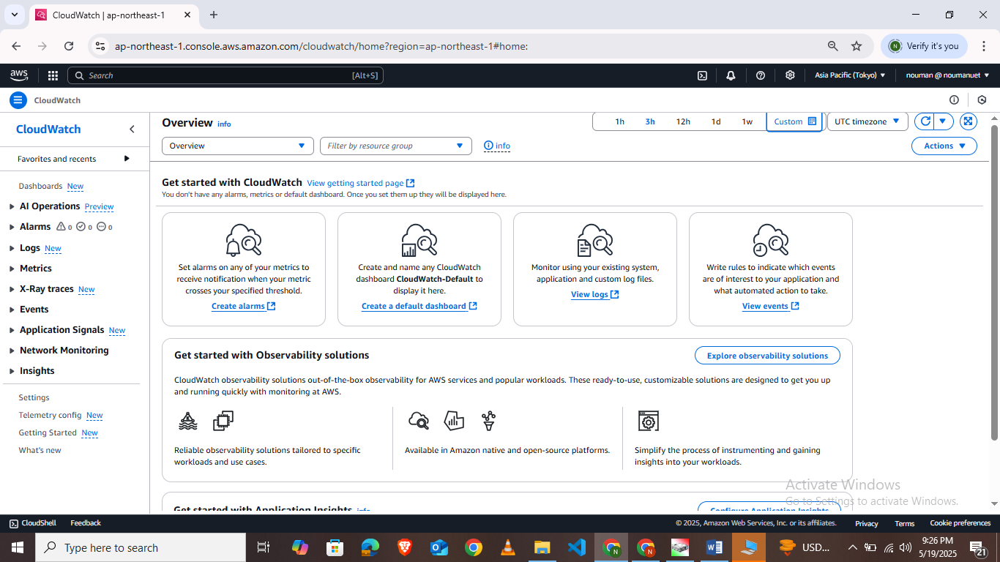 CloudWatch | ap-northeast-1
ap-northeast-1.console.aws.amazon.com/cloudwatch/home?region=ap-northeast-1#home:
N Verify it's you
aws Search [Alt+S] Asia Pacific (Tokyo) nouman @ noumanuet
CloudWatch
CloudWatch
Favorites and recents
Dashboards New
AI Operations Preview
Alarms 0 0 0
Logs New
Metrics
X-Ray traces New
Events
Application Signals New
Network Monitoring
Insights
Settings
Telemetry config New
Getting Started New
What's new
Overview info
1h 3h 12h 1d 1w Custom UTC timezone
Overview Filter by resource group info Actions
Get started with CloudWatch View getting started page
You don't have any alarms, metrics or default dashboard. Once you set them up they will be displayed here.
Set alarms on any of your metrics to
receive notification when your metric
crosses your specified threshold.
Create alarms
Create and name any CloudWatch
dashboard CloudWatch-Default to
display it here.
Create a default dashboard
Monitor using your existing system,
application and custom log files.
View logs
Write rules to indicate which events
are of interest to your application and
what automated action to take.
View events
Get started with Observability solutions Explore observability solutions
CloudWatch observability solutions out-of-the-box observability for AWS services and popular workloads. These ready-to-use, customizable solutions are designed to get you up
and running quickly with monitoring at AWS.
Reliable observability solutions tailored to specific
workloads and use cases.
Available in Amazon native and open-source platforms.
Simplify the process of instrumenting and gaining
insights into your workloads.
Get started with Application Insights info Configure Application Insights
Activate Windows
Go to Settings to activate Windows.
CloudShell Feedback © 2025, Amazon Web Services, Inc. or its affiliates. Privacy Terms Cookie preferences
Type here to search
USD...
9:26 PM
5/19/2025
21